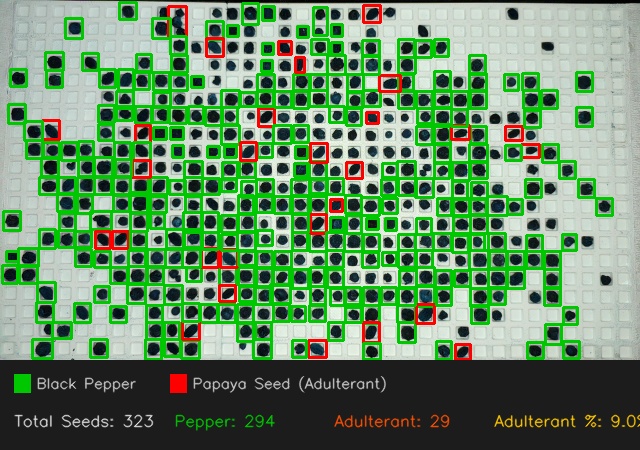 Black Pepper
Papaya Seed (Adulterant)
Total Seeds: 323 Pepper: 294 Adulterant: 29 Adulterant %: 9.0%